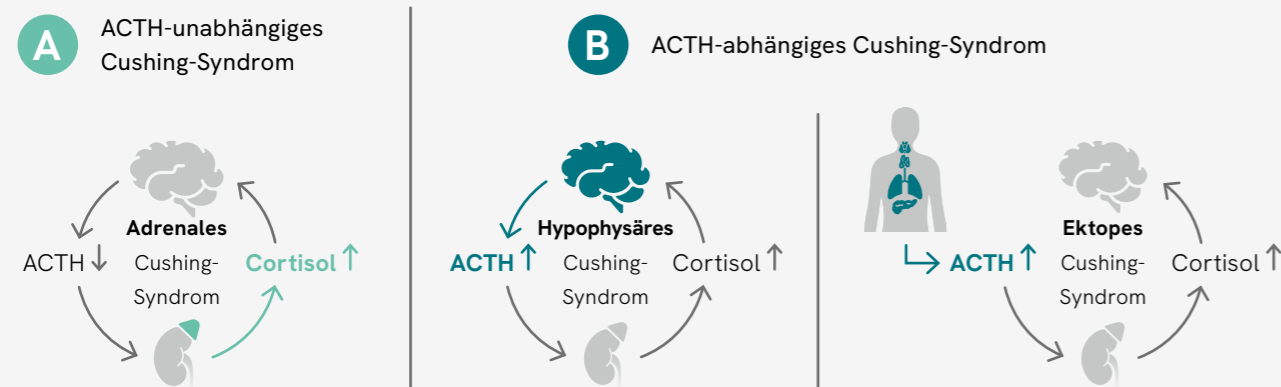 A
ACTH-unabhängiges
Cushing-Syndrom
B
ACTH-abhängiges Cushing-Syndrom
Adrenales
Cushing-
Syndrom
ACTH ↓
Cortisol ↑
Hypophysäres
Cushing-
Syndrom
ACTH ↑
Cortisol ↑
Ektopes
Cushing-
Syndrom
ACTH ↑
Cortisol ↑